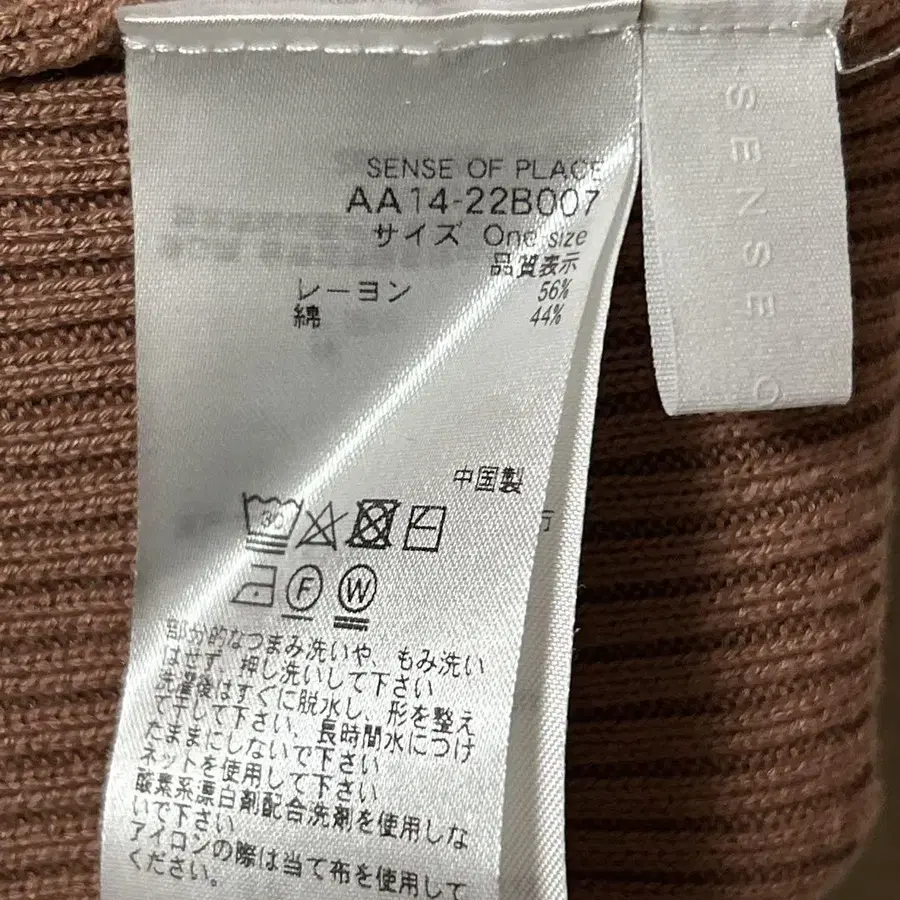 SENSE OF PLACE
AA14-22B007
サイズ One size
品質表示
レーヨン 56%
綿 44%
中国製
30
F W
部分的なつまみ洗いや、もみ洗い
はせず 押し洗いして下さい
洗濯後はすぐに脱水し、形を整え
て干して下さい、長時間水につけ
たままにしないで下さい
ネットを使用して下さい
酸素系漂白剤配合洗剤を使用しな
いで下さい
アイロンの際は当て布を使用して
ください。
SENSE O